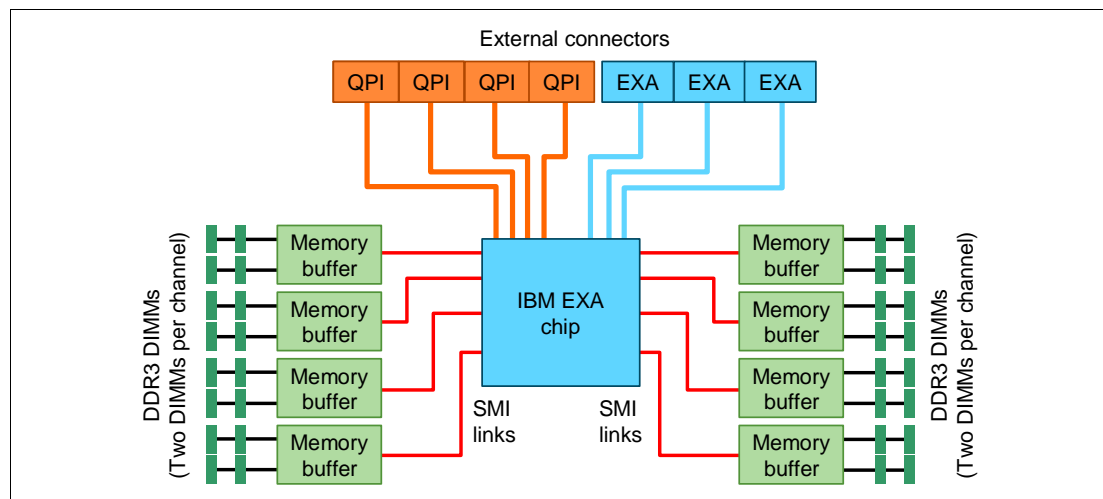 External connectors
QPI QPI QPI QPI EXA EXA EXA
DDR3 DIMMs
(Two DIMMs per channel)
Memory
buffer
Memory
buffer
Memory
buffer
Memory
buffer
IBM EXA
chip
SMI
links
SMI
links
Memory
buffer
Memory
buffer
Memory
buffer
Memory
buffer
DDR3 DIMMs
(Two DIMMs per channel)